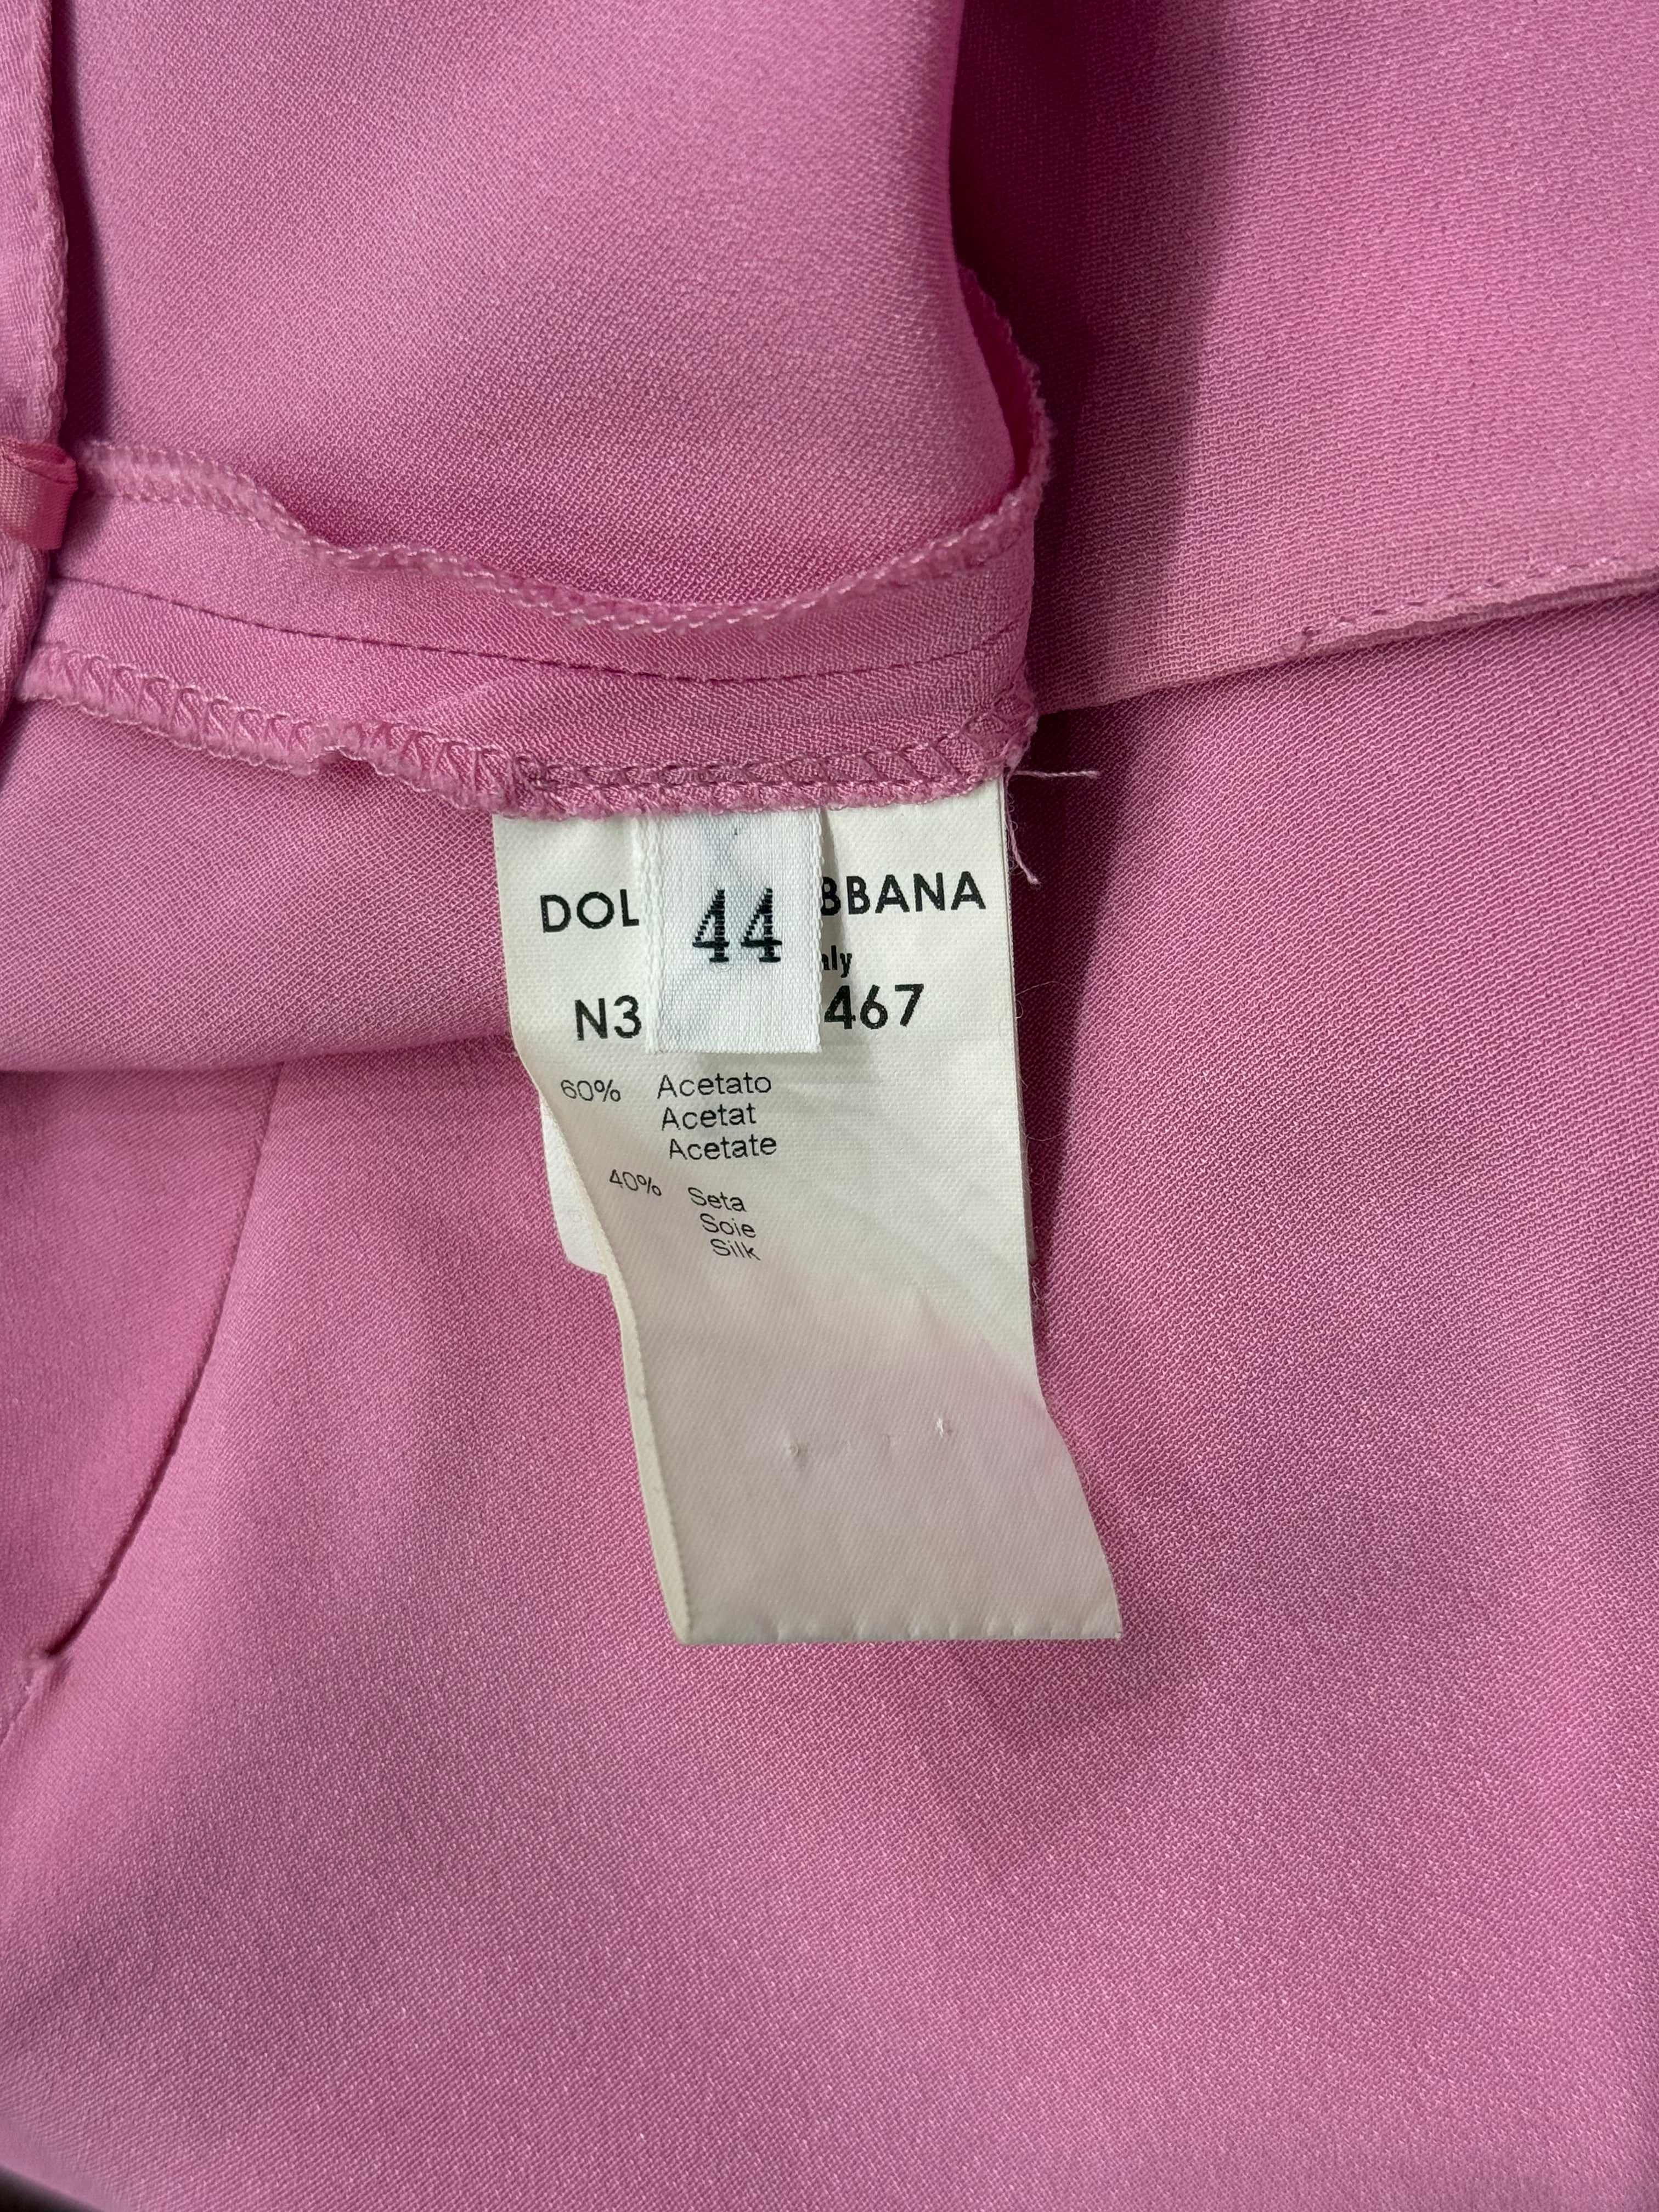 DOL BBANA
44
aly
N3 467
60% Acetato
Acetat
Acetate
40% Seta
Soie
Silk